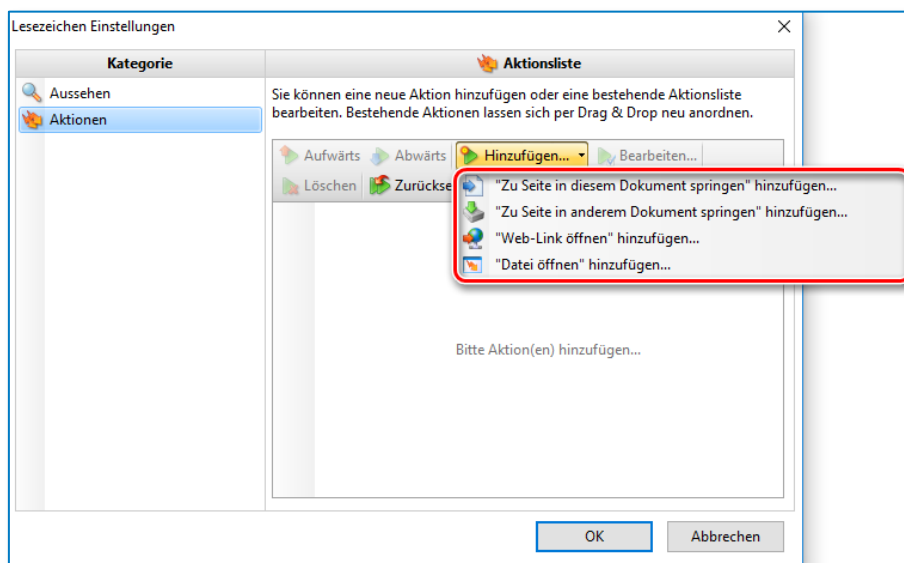 Lesezeichen Einstellungen
Kategorie
Aktionsliste
Aussehen
Aktionen
Sie können eine neue Aktion hinzufügen oder eine bestehende Aktionsliste
bearbeiten. Bestehende Aktionen lassen sich per Drag & Drop neu anordnen.
Aufwärts Abwärts Hinzufügen... Bearbeiten...
Löschen Zurückse
"Zu Seite in diesem Dokument springen" hinzufügen...
"Zu Seite in anderem Dokument springen" hinzufügen...
"Web-Link öffnen" hinzufügen...
"Datei öffnen" hinzufügen...
Bitte Aktion(en) hinzufügen...
OK Abbrechen